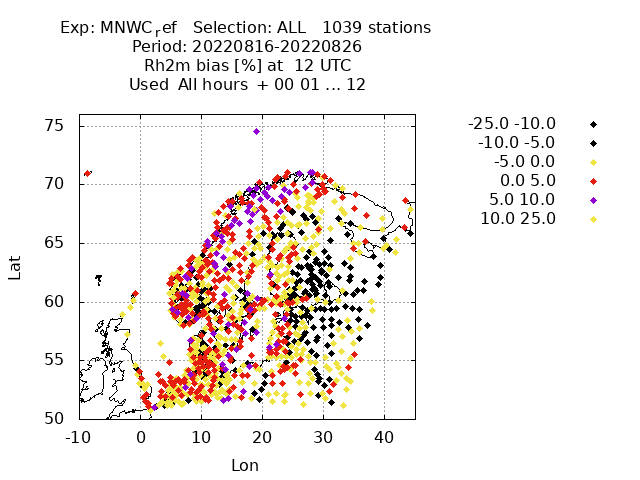 Exp: MNWC_ref   Selection: ALL   1039 stations
Period: 20220816-20220826
Rh2m bias [%] at  12 UTC
Used  All hours  + 00 01 ... 12
-25.0 -10.0
-10.0 -5.0
-5.0 0.0
0.0 5.0
5.0 10.0
10.0 25.0
75
70
65
60
55
50
Lat
-10 0 10 20 30 40
Lon